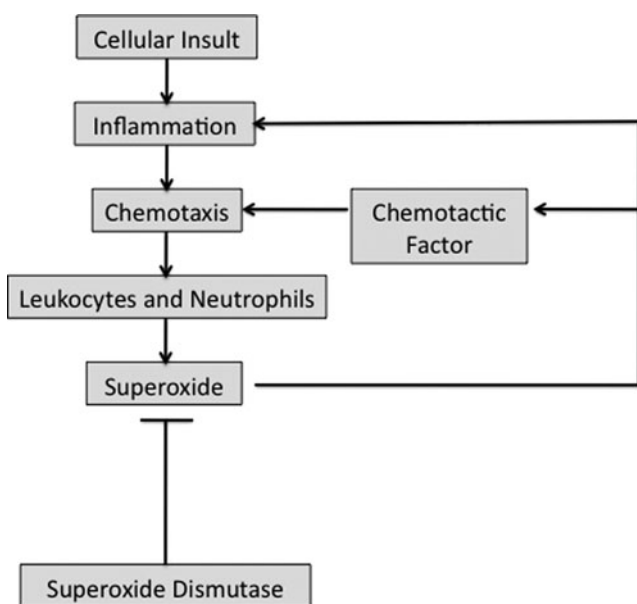 Cellular Insult
Inflammation
Chemotaxis
Chemotactic
Factor
Leukocytes and Neutrophils
Superoxide
Superoxide Dismutase